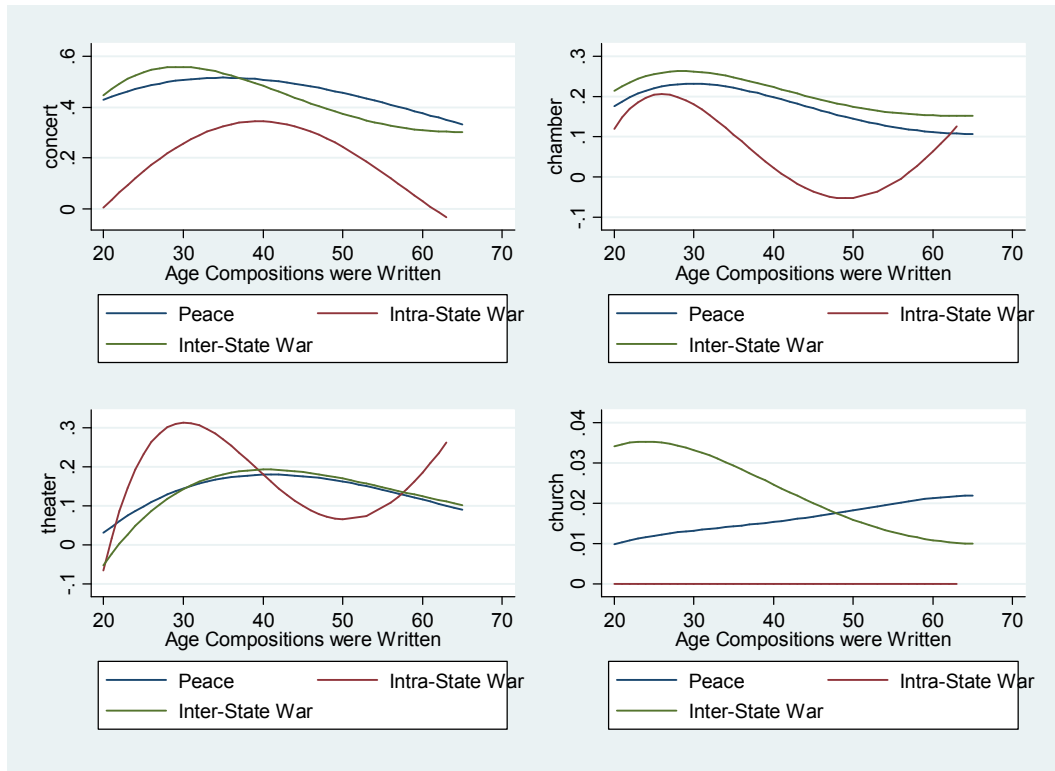 concert
.6
.4
.2
0
20 30 40 50 60 70
Age Compositions were Written
Peace Intra-State War
Inter-State War
chamber
.3
.2
.1
0
-.1
20 30 40 50 60 70
Age Compositions were Written
Peace Intra-State War
Inter-State War
theater
.3
.2
.1
0
-.1
20 30 40 50 60 70
Age Compositions were Written
Peace Intra-State War
Inter-State War
church
.04
.03
.02
.01
0
20 30 40 50 60 70
Age Compositions were Written
Peace Intra-State War
Inter-State War